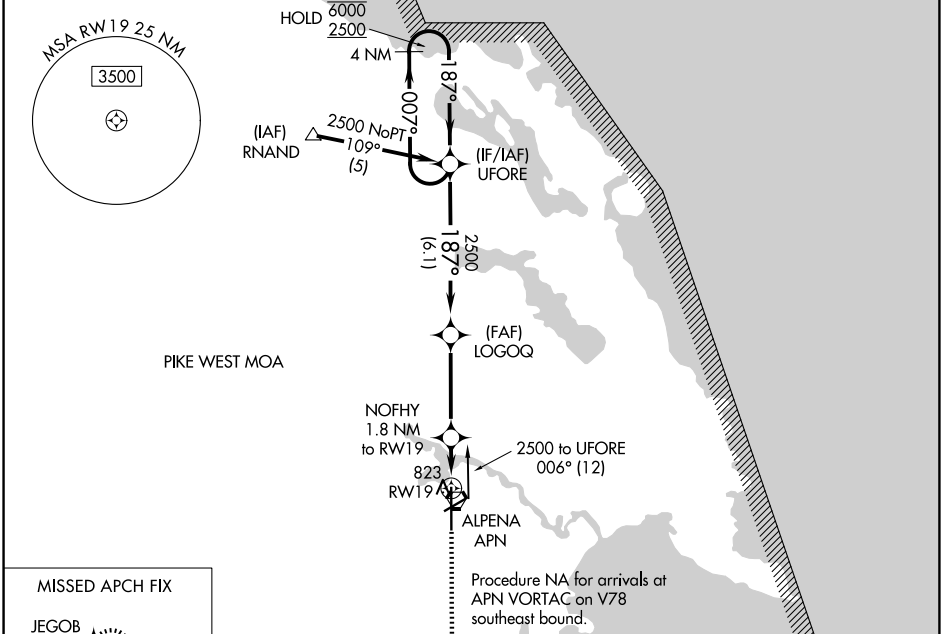 MSA RW19 25 NM
3500
HOLD 6000
2500
4 NM
187°
007°
(IAF)
RNAND
2500 NoPT
109°
(5)
(IF/IAF)
UFORE
2500
187°
(6.1)
(FAF)
LOGOQ
PIKE WEST MOA
NOFHY
1.8 NM
to RW19
2500 to UFORE
006° (12)
823
RW19
ALPENA
APN
Procedure NA for arrivals at
APN VORTAC on V78
southeast bound.
MISSED APCH FIX
JEGOB